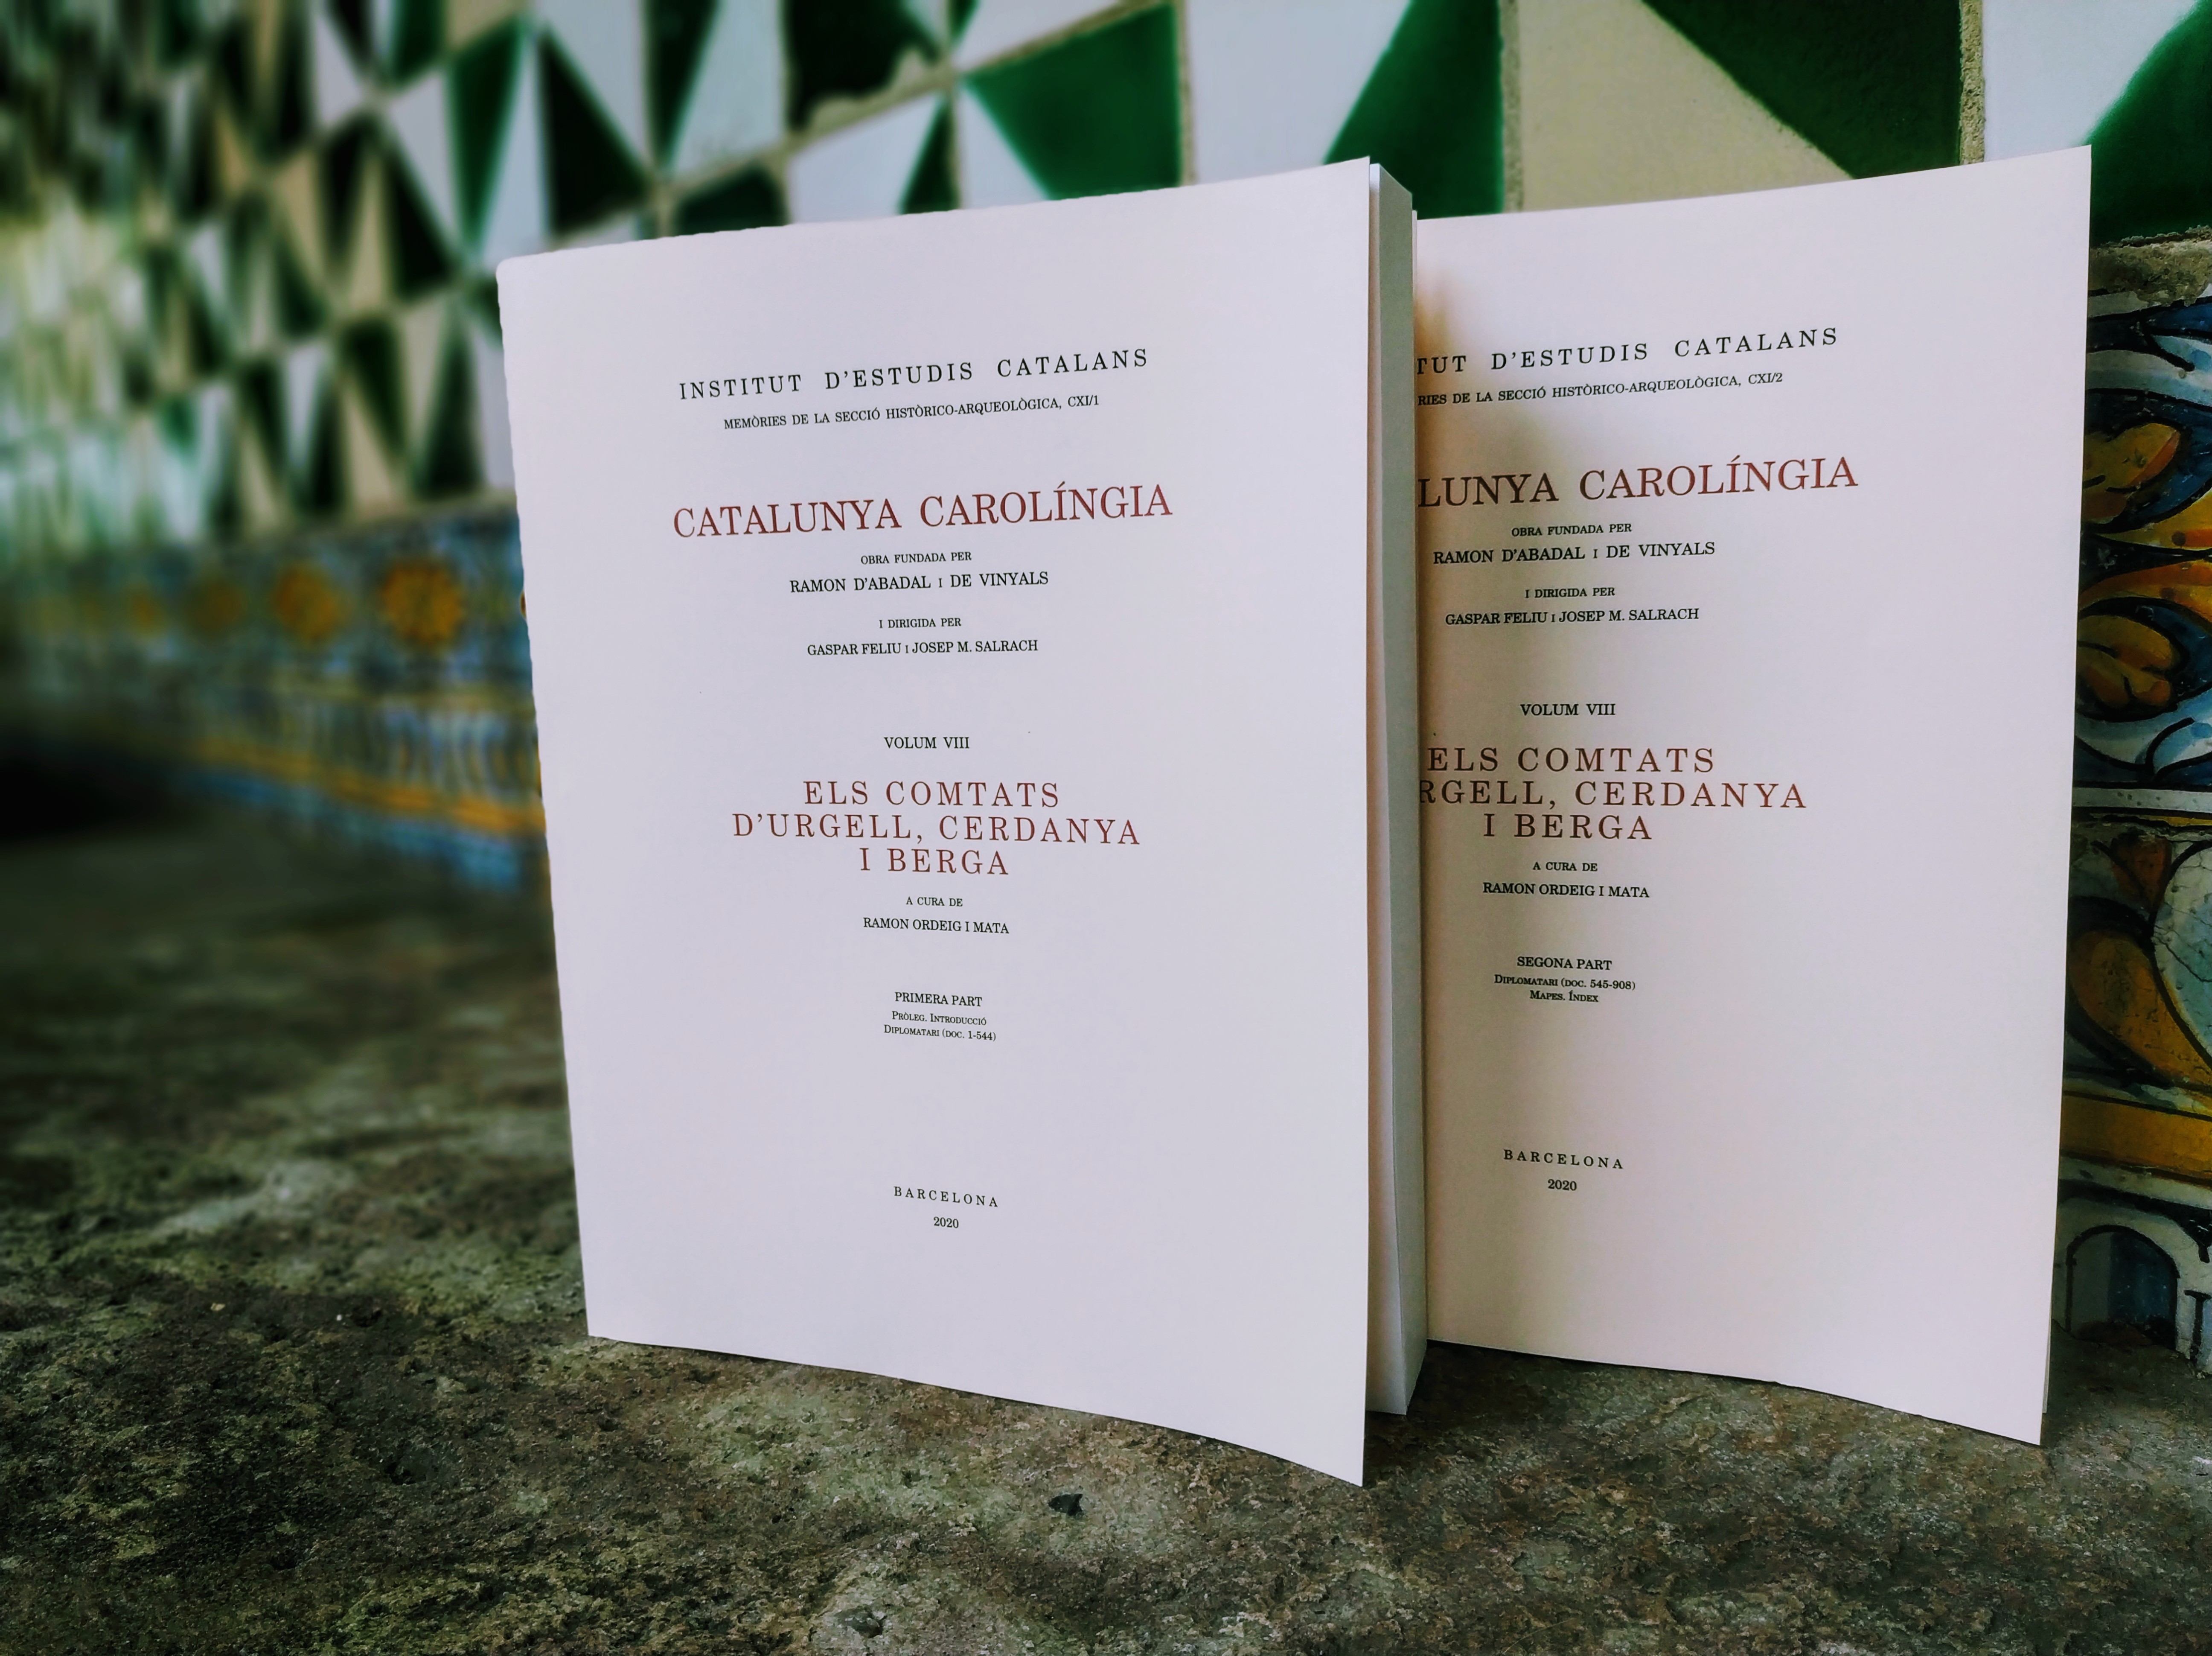 INSTITUT D'ESTUDIS CATALANS
MEMÒRIES DE LA SECCIÓ HISTÒRICO-ARQUEOLÒGICA, CXI/1
CATALUNYA CAROLÍNGIA
OBRA FUNDADA PER
RAMON D'ABADAL I DE VINYALS
I DIRIGIDA PER
GASPAR FELIU I JOSEP M. SALRACH
VOLUM VIII
ELS COMTATS
D'URGELL, CERDANYA
I BERGA
A CURA DE
RAMON ORDEIG I MATA
PRIMERA PART
PRÒLEG. INTRODUCCIÓ
DIPLOMATARI (DOC. 1-544)
BARCELONA
2020
TUT D'ESTUDIS CATALANS
RIES DE LA SECCIÓ HISTÒRICO-ARQUEOLÒGICA, CXI/2
LUNYA CAROLÍNGIA
OBRA FUNDADA PER
RAMON D'ABADAL I DE VINYALS
I DIRIGIDA PER
GASPAR FELIU I JOSEP M. SALRACH
VOLUM VIII
ELS COMTATS
RGELL, CERDANYA
I BERGA
A CURA DE
RAMON ORDEIG I MATA
SEGONA PART
DIPLOMATARI (DOC. 545-908)
MAPES. ÍNDEX
BARCELONA
2020